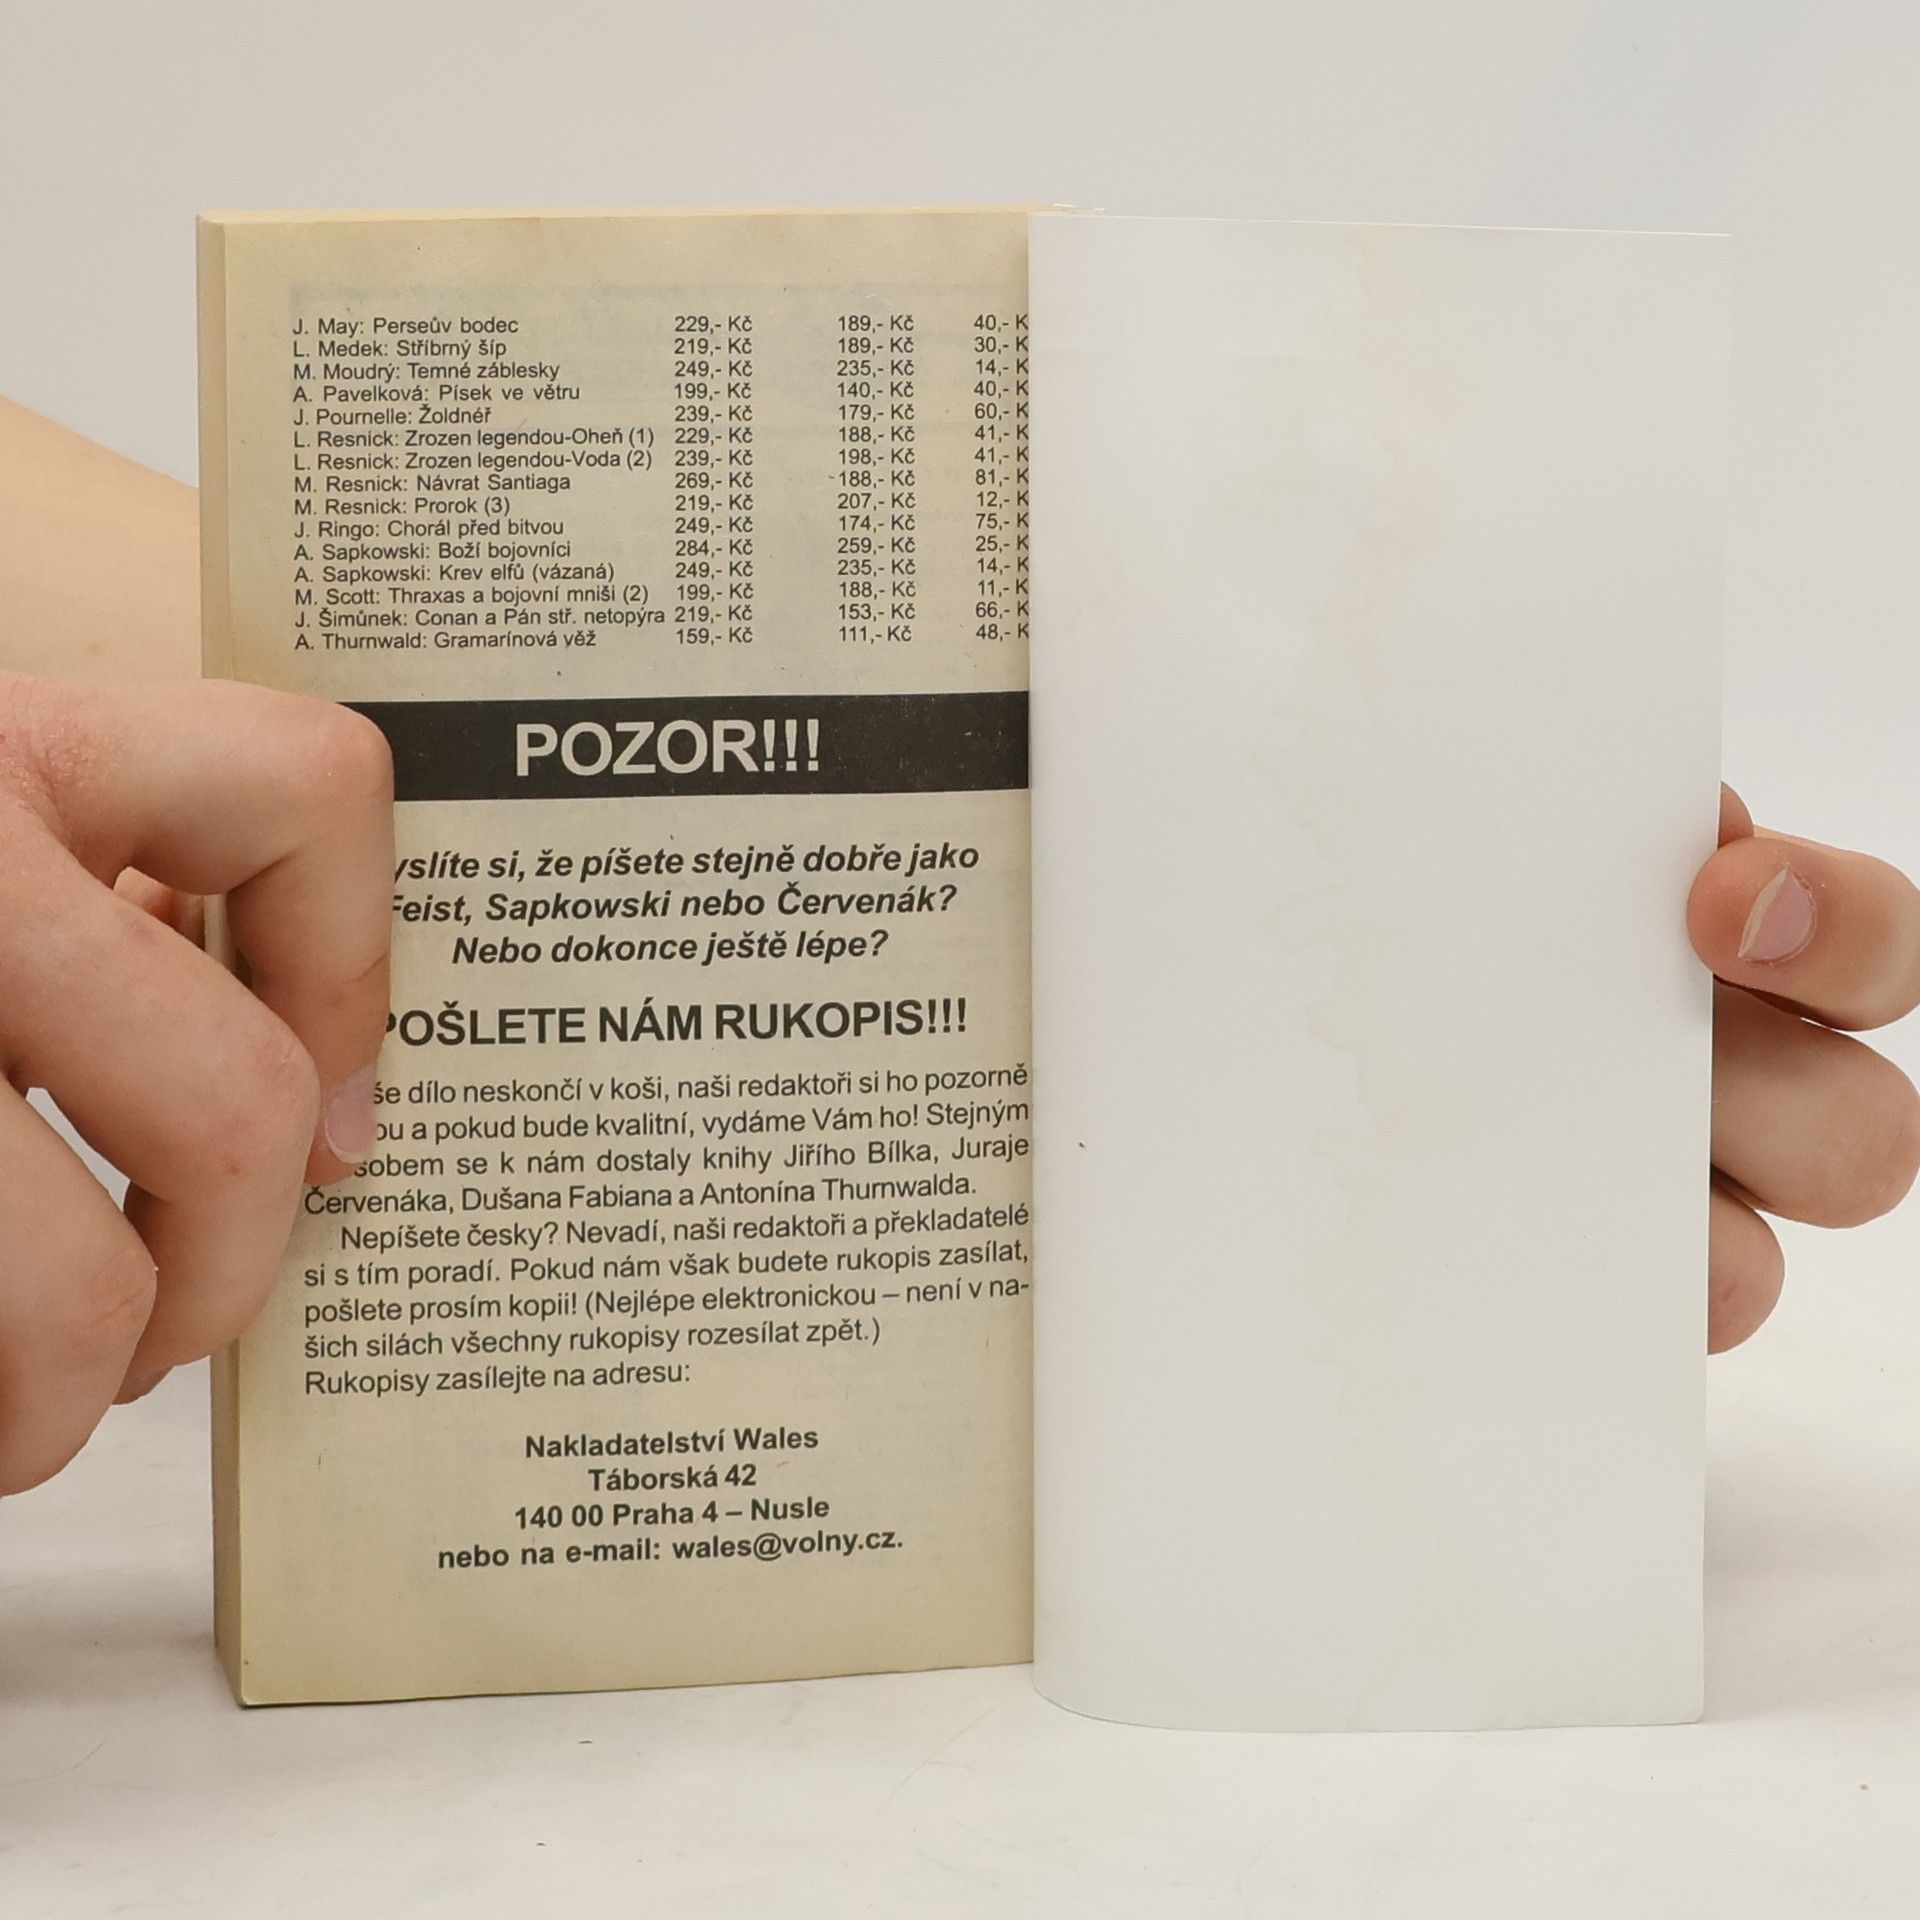 J. May: Perseův bodec 229,- Kč 189,- Kč 40,- K
L. Medek: Stříbrný šíp 219,- Kč 189,- Kč 30,- K
M. Moudrý: Temné záblesky 249,- Kč 235,- Kč 14,- K
A. Pavelková: Písek ve větru 199,- Kč 140,- Kč 40,- K
J. Pournelle: Žoldnéř 239,- Kč 179,- Kč 60,- K
L. Resnick: Zrozen legendou-Oheň (1) 229,- Kč 188,- Kč 41,- K
L. Resnick: Zrozen legendou-Voda (2) 239,- Kč 198,- Kč 41,- K
M. Resnick: Návrat Santiaga 269,- Kč 188,- Kč 81,- K
M. Resnick: Prorok (3) 219,- Kč 207,- Kč 12,- K
J. Ringo: Chorál před bitvou 249,- Kč 174,- Kč 75,- K
A. Sapkowski: Boží bojovníci 284,- Kč 259,- Kč 25,- K
A. Sapkowski: Krev elfů (vázaná) 249,- Kč 235,- Kč 14,- K
M. Scott: Thraxas a bojovní mniši (2) 199,- Kč 188,- Kč 11,- K
J. Šimůnek: Conan a Pán stř. netopýra 219,- Kč 153,- Kč 66,- K
A. Thurnwald: Gramarínová věž 159,- Kč 111,- Kč 48,- K
POZOR!!!
yslíte si, že píšete stejně dobře jako
Feist, Sapkowski nebo Červenák?
Nebo dokonce ještě lépe?
POŠLETE NÁM RUKOPIS!!!
še dílo neskončí v koši, naši redaktoři si ho pozorně
ou a pokud bude kvalitní, vydáme Vám ho! Stejným
sobem se k nám dostaly knihy Jiřího Bílka, Juraje
Červenáka, Dušana Fabiana a Antonína Thurnwalda.
Nepíšete česky? Nevadí, naši redaktoři a překladatelé
si s tím poradí. Pokud nám však budete rukopis zasílat,
pošlete prosím kopii! (Nejlépe elektronickou – není v na-
šich silách všechny rukopisy rozesílat zpět.)
Rukopisy zasílejte na adresu:
Nakladatelství Wales
Táborská 42
140 00 Praha 4 – Nusle
nebo na e-mail: wales@volny.cz.